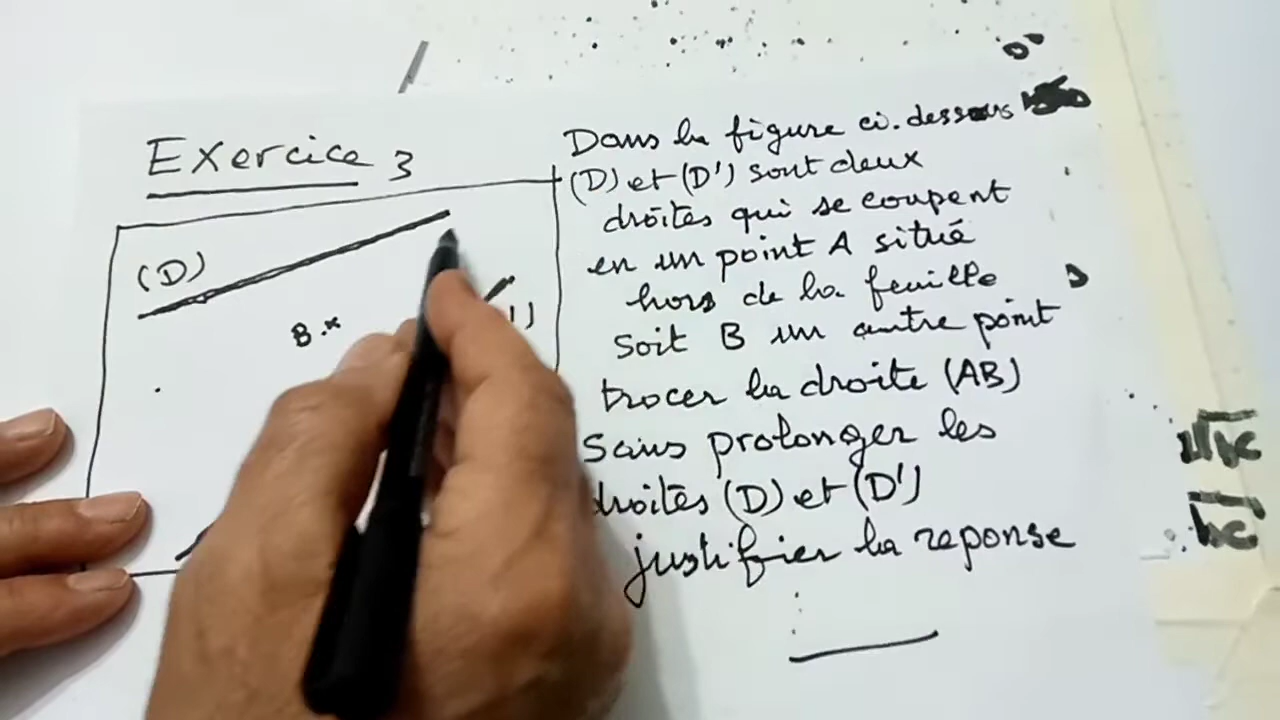 Exercice 3
(D)
B
Dans la figure ci.dessous
(D) et (D') sont deux
droites qui se coupent
en un point A situé
hors de la feuille
soit B un autre point
tracer la droite (AB)
Sans prolonger les
droites (D) et (D')
justifier la reponse